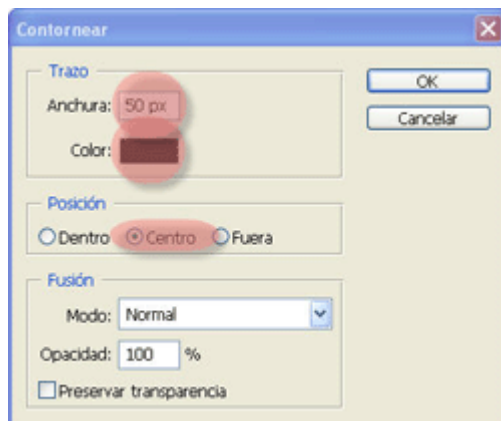 Contornear
Trazo
Anchura: 50 px
Color:
OK
Cancelar
Posición
Dentro Centro Fuera
Fusión
Modo: Normal
Opacidad: 100 %
Preservar transparencia